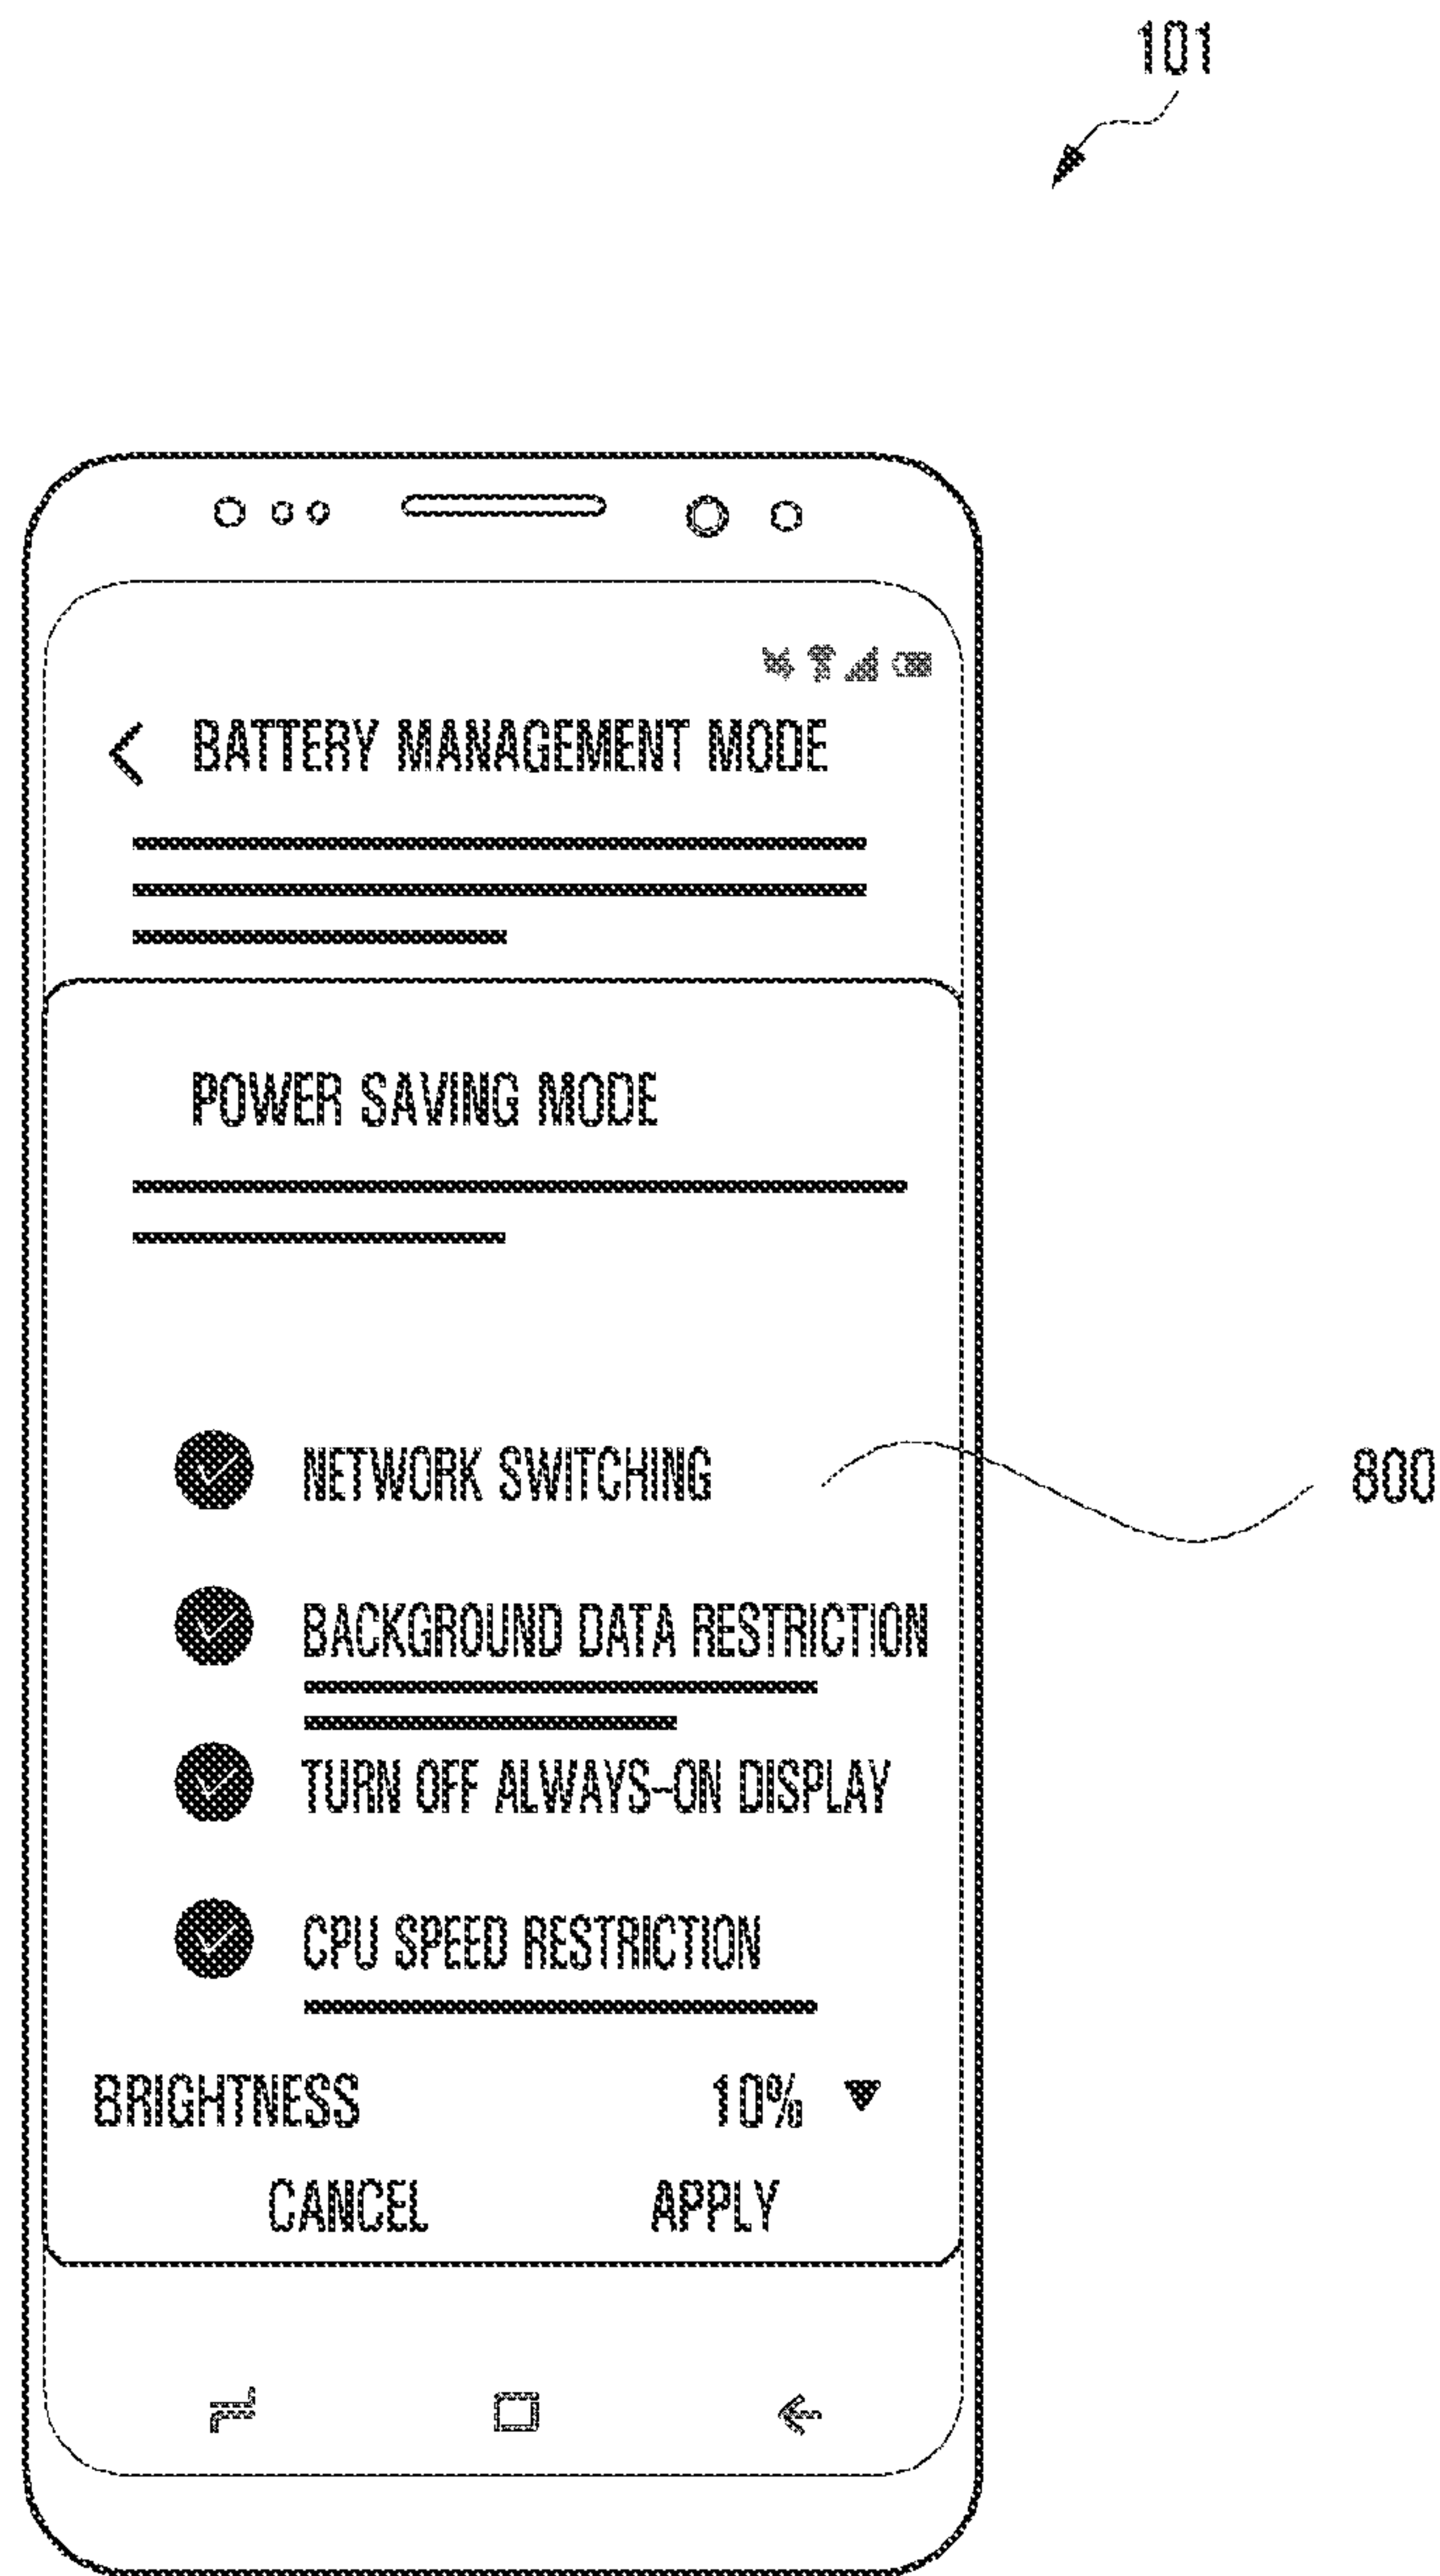 101
BATTERY MANAGEMENT MODE
POWER SAVING MODE
NETWORK SWITCHING
800
BACKGROUND DATA RESTRICTION
TURN OFF ALWAYS-ON DISPLAY
CPU SPEED RESTRICTION
BRIGHTNESS 10%
CANCEL APPLY